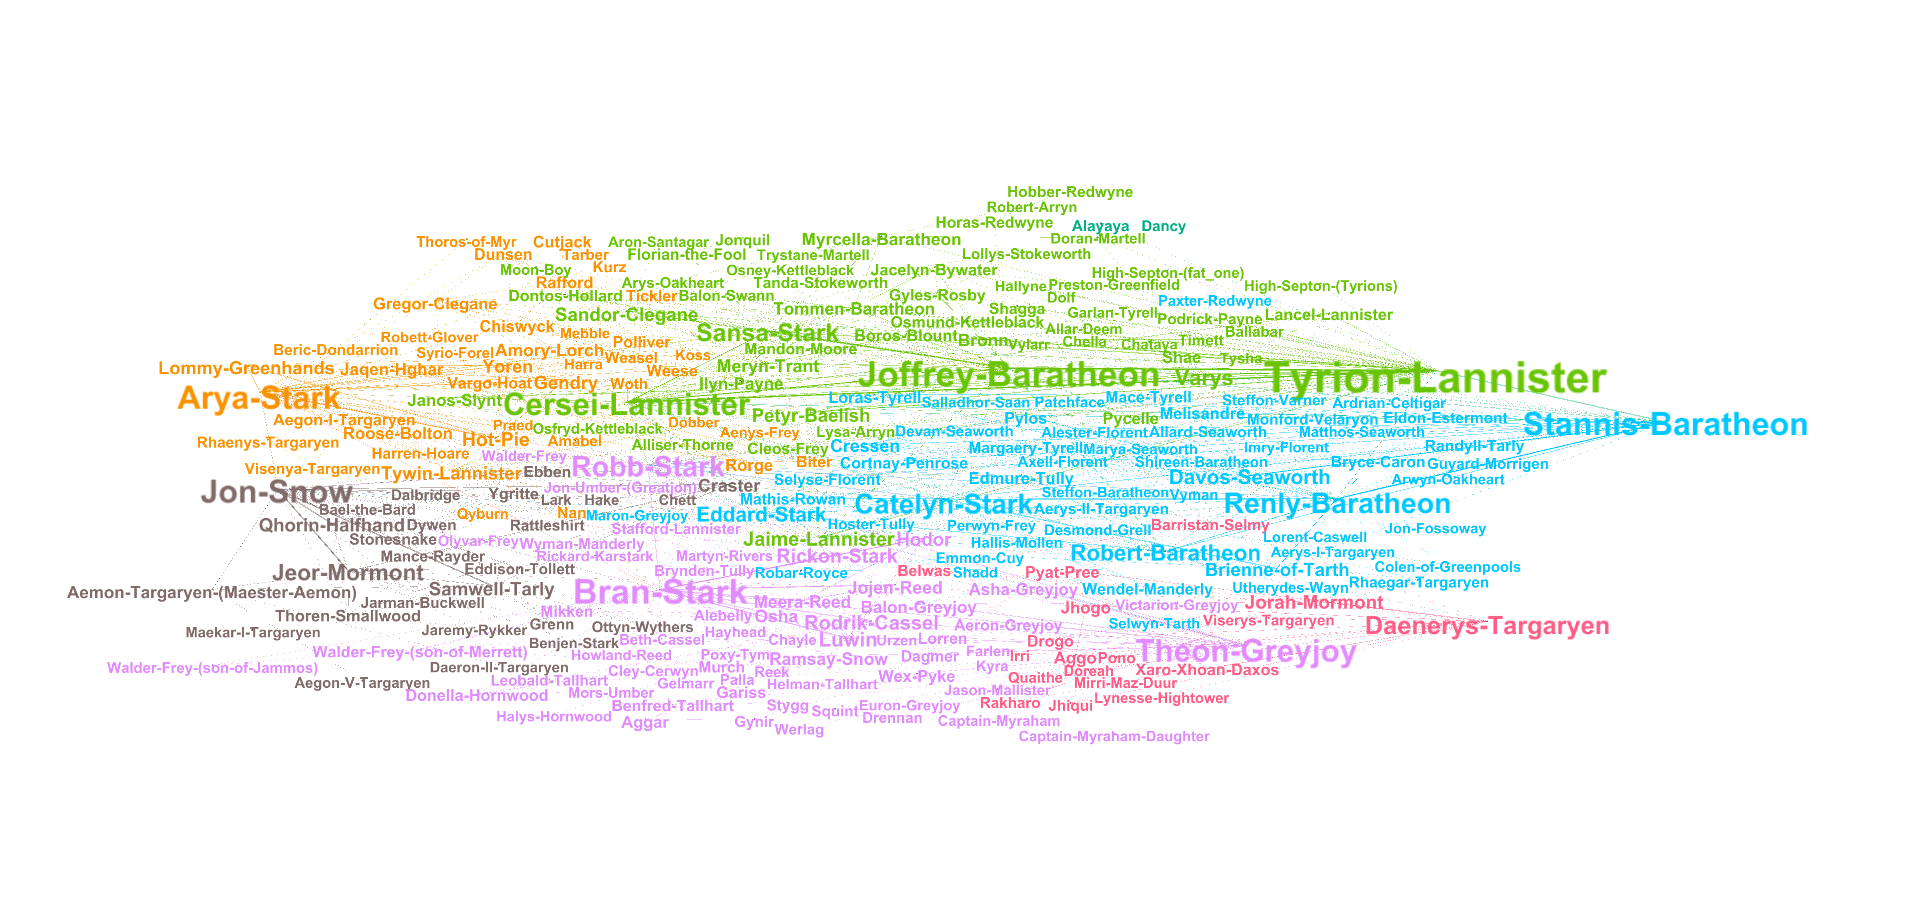 Hobber-Redwyne
Robert-Arryn
Horas-Redwyne
Alayaya Dancy
Thoros-of-Myr Cutjack Aron-Santagar Jonquil Myrcella-Baratheon Doran-Martell
Dunsen Tarber Florian-the-Fool Trystane-Martell Lollys-Stokeworth
Moon-Boy Kurz Osney-Kettleblack Jacelyn-Bywater High-Septon-(fat_one)
Rafford Arys-Oakheart Tanda-Stokeworth Hallyne Preston-Greenfield High-Septon-(Tyrions)
Dontos-Hollard Tickler Balon-Swann Gyles-Rosby Dolf Paxter-Redwyne
Gregor-Clegane Sandor-Clegane Tommen-Baratheon Shagga Garlan-Tyrell Podrick-Payne Lancel-Lannister
Chiswyck Mebble Sansa-Stark Osmund-Kettleblack Allar-Deem Ballabar
Robett-Glover Polliver Boros-Blount Bronn Vylarr Chella Chataya Timett
Beric-Dondarrion Syrio-Forel Amory-Lorch Weasel Koss Mandon-Moore Shae Tysha
Lommy-Greenhands Jaqen-Hghar Yoren Harra Weese Meryn-Trant Joffrey-Baratheon Varys Tyrion-Lannister
Vargo-Hoat Gendry Woth Ilyn-Payne
Arya-Stark Janos-Slynt Cersei-Lannister Loras-Tyrell Salladhor-Saan Patchface Mace-Tyrell Steffon-Varner Ardrian-Celtigar
Aegon-I-Targaryen Praed Dobber Petyr-Baelish Pylos Pycelle Melisandre Monford-Velaryon Eldon-Estermont Stannis-Baratheon
Rhaenys-Targaryen Roose-Bolton Hot-Pie Osfryd-Kettleblack Aenys-Frey Lysa-Arryn Devan-Seaworth Alester-Florent Allard-Seaworth Matthos-Seaworth
Harren-Hoare Walder-Frey Amabel Alliser-Thorne Cleos-Frey Cressen Margaery-Tyrell Marya-Seaworth Imry-Florent Randyll-Tarly
Visenya-Targaryen Tywin-Lannister Ebben Robb-Stark Rorge Biter Cortnay-Penrose Axell-Florent Shireen-Baratheon Bryce-Caron Guyard-Morrigen
Jon-Snow Dalbridge Ygritte Jon-Umber-(Greatjon) Craster Selyse-Florent Edmure-Tully Davos-Seaworth Arwyn-Oakheart
Bael-the-Bard Lark Hake Chett Mathis-Rowan Catelyn-Stark Steffon-Baratheon Vyman Renly-Baratheon
Qyburn Nan Maron-Greyjoy Eddard-Stark Aerys-II-Targaryen
Qhorin-Halfhand Dywen Rattleshirt Stafford-Lannister Hoster-Tully Perwyn-Frey Desmond-Grell Barristan-Selmy Jon-Fossoway
Stonesnake Olyvar-Frey Wyman-Manderly Jaime-Lannister Hodor Hallis-Mollen Lorent-Caswell
Mance-Rayder Rickard-Karstark Martyn-Rivers Rickon-Stark Emmon-Cuy Robert-Baratheon Aerys-I-Targaryen
Jeor-Mormont Eddison-Tollett Brynden-Tully Robar-Royce Belwas Shadd Pyat-Pree Brienne-of-Tarth Colen-of-Greenpools
Aemon-Targaryen-(Maester-Aemon) Samwell-Tarly Bran-Stark Jojen-Reed Asha-Greyjoy Wendel-Manderly Utherydes-Wayn Rhaegar-Targaryen
Jarman-Buckwell Mikken Meera-Reed Balon-Greyjoy Jhogo Victarion-Greyjoy Jorah-Mormont
Thoren-Smallwood Grenn Alebelly Osha Rodrik-Cassel Aeron-Greyjoy Selwyn-Tarth Viserys-Targaryen Daenerys-Targaryen
Maekar-I-Targaryen Jaremy-Rykker Ottyn-Wythers Hayhead
Benjen-Stark Beth-Cassel Chayle Luwin Urzen Lorren Drogo
Walder-Frey-(son-of-Merrett) Howland-Reed Poxy-Tym Ramsay-Snow Dagmer Farlen Irri Aggo Pono Theon-Greyjoy
Walder-Frey-(son-of-Jammos) Daeron-II-Targaryen Cley-Cerwyn Murch Reek Kyra Doreah Xaro-Xhoan-Daxos
Aegon-V-Targaryen Leobald-Tallhart Gelmarr Palla Helman-Tallhart Wex-Pyke Quaithe Mirri-Maz-Duur
Donella-Hornwood Mors-Umber Gariss Jason-Mallister Lynesse-Hightower
Benfred-Tallhart Stygg Squint Euron-Greyjoy Rakharo Jhiqui
Halys-Hornwood Aggar Gynir Werlag Drennan Captain-Myraham
Captain-Myraham-Daughter